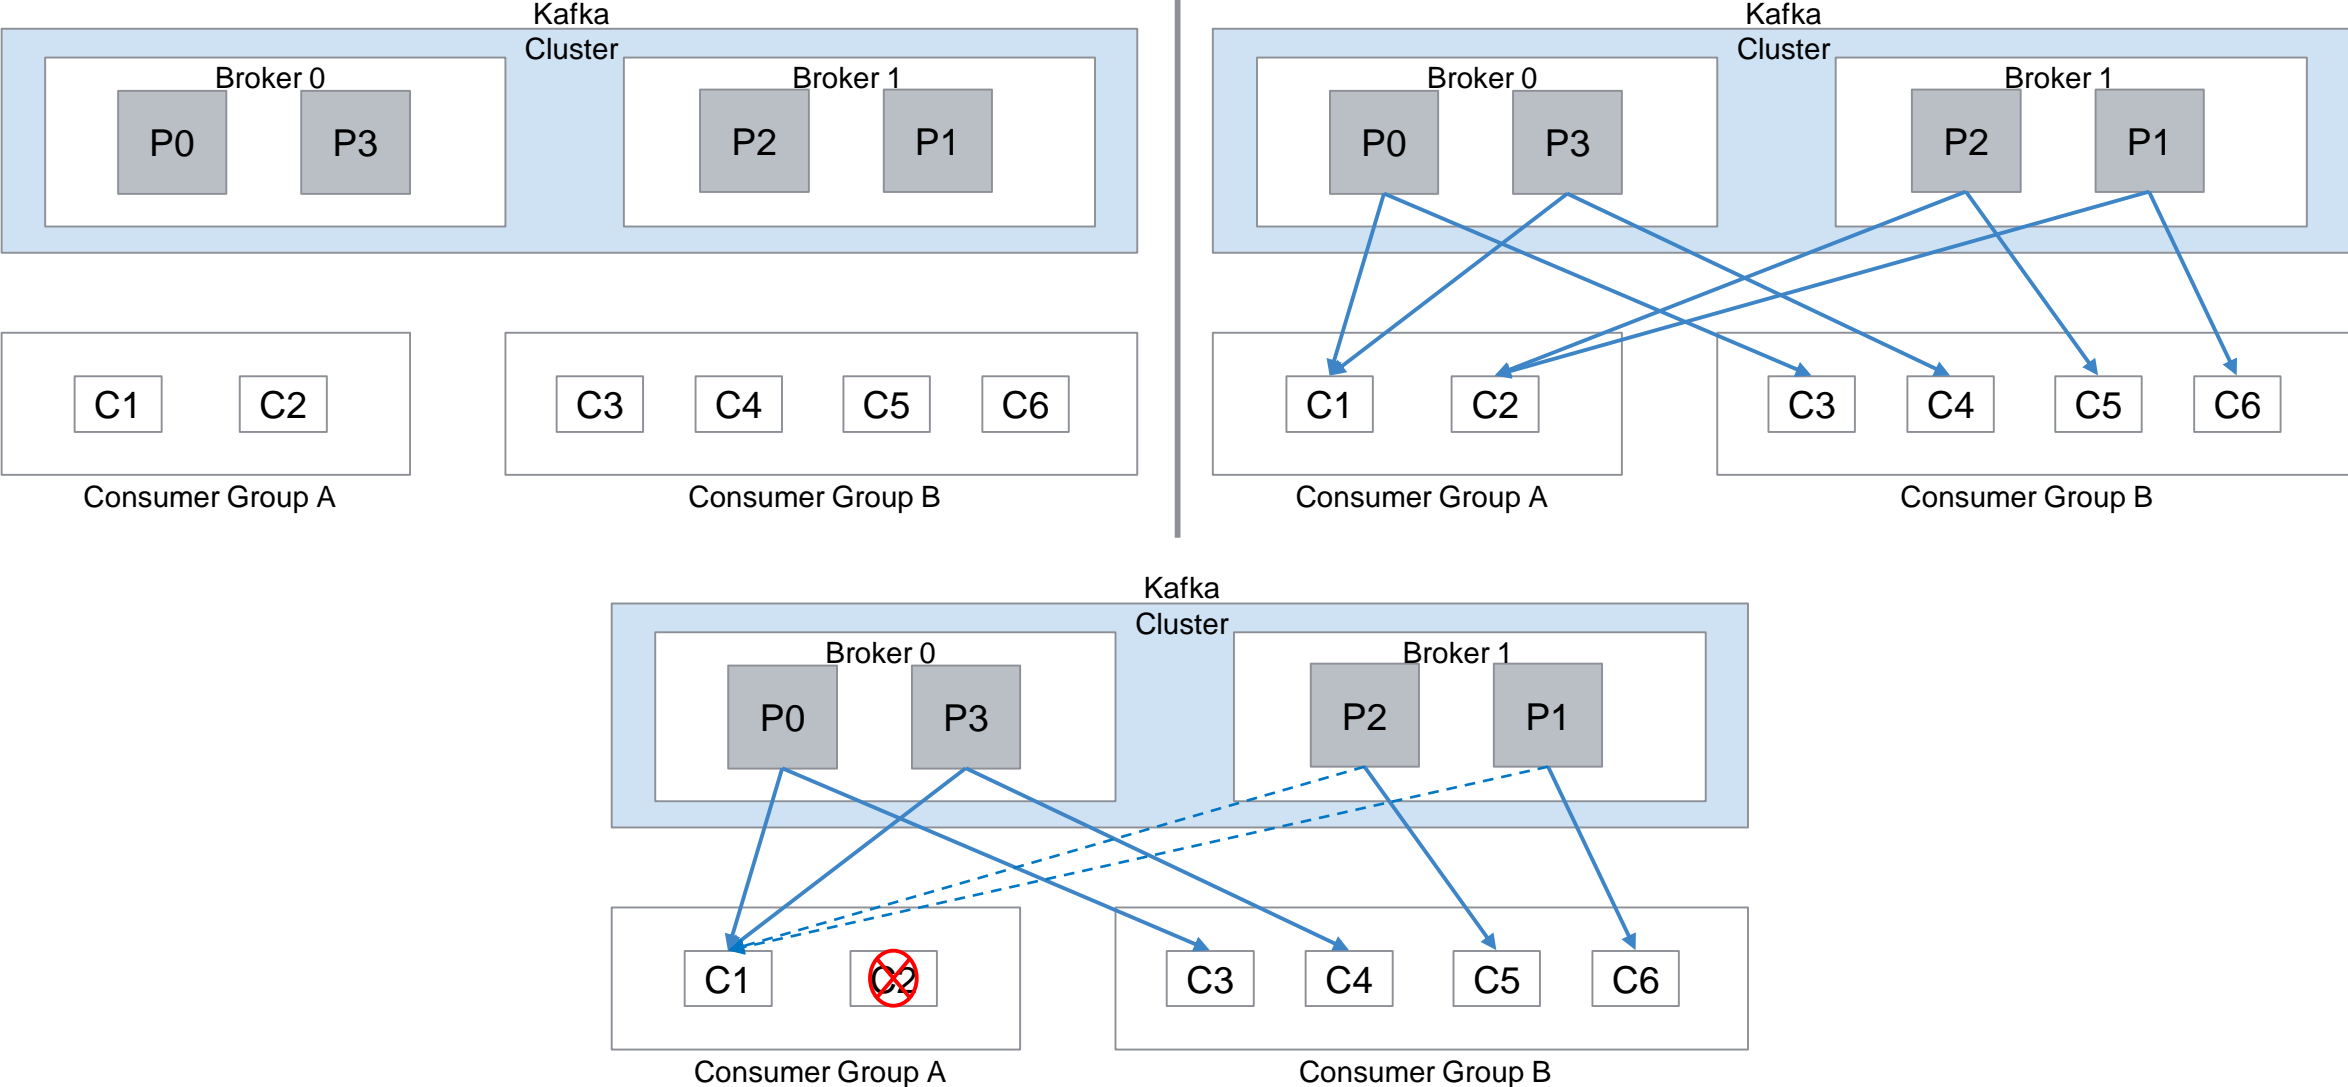 Kafka
Cluster
Broker 0
Broker 1
P0
P3
P2
P1
C1
C2
C3
C4
C5
C6
Consumer Group A
Consumer Group B
Kafka
Cluster
Broker 0
Broker 1
P0
P3
P2
P1
C1
C2
C3
C4
C5
C6
Consumer Group A
Consumer Group B
Kafka
Cluster
Broker 0
Broker 1
P0
P3
P2
P1
C1
C2
C3
C4
C5
C6
Consumer Group A
Consumer Group B